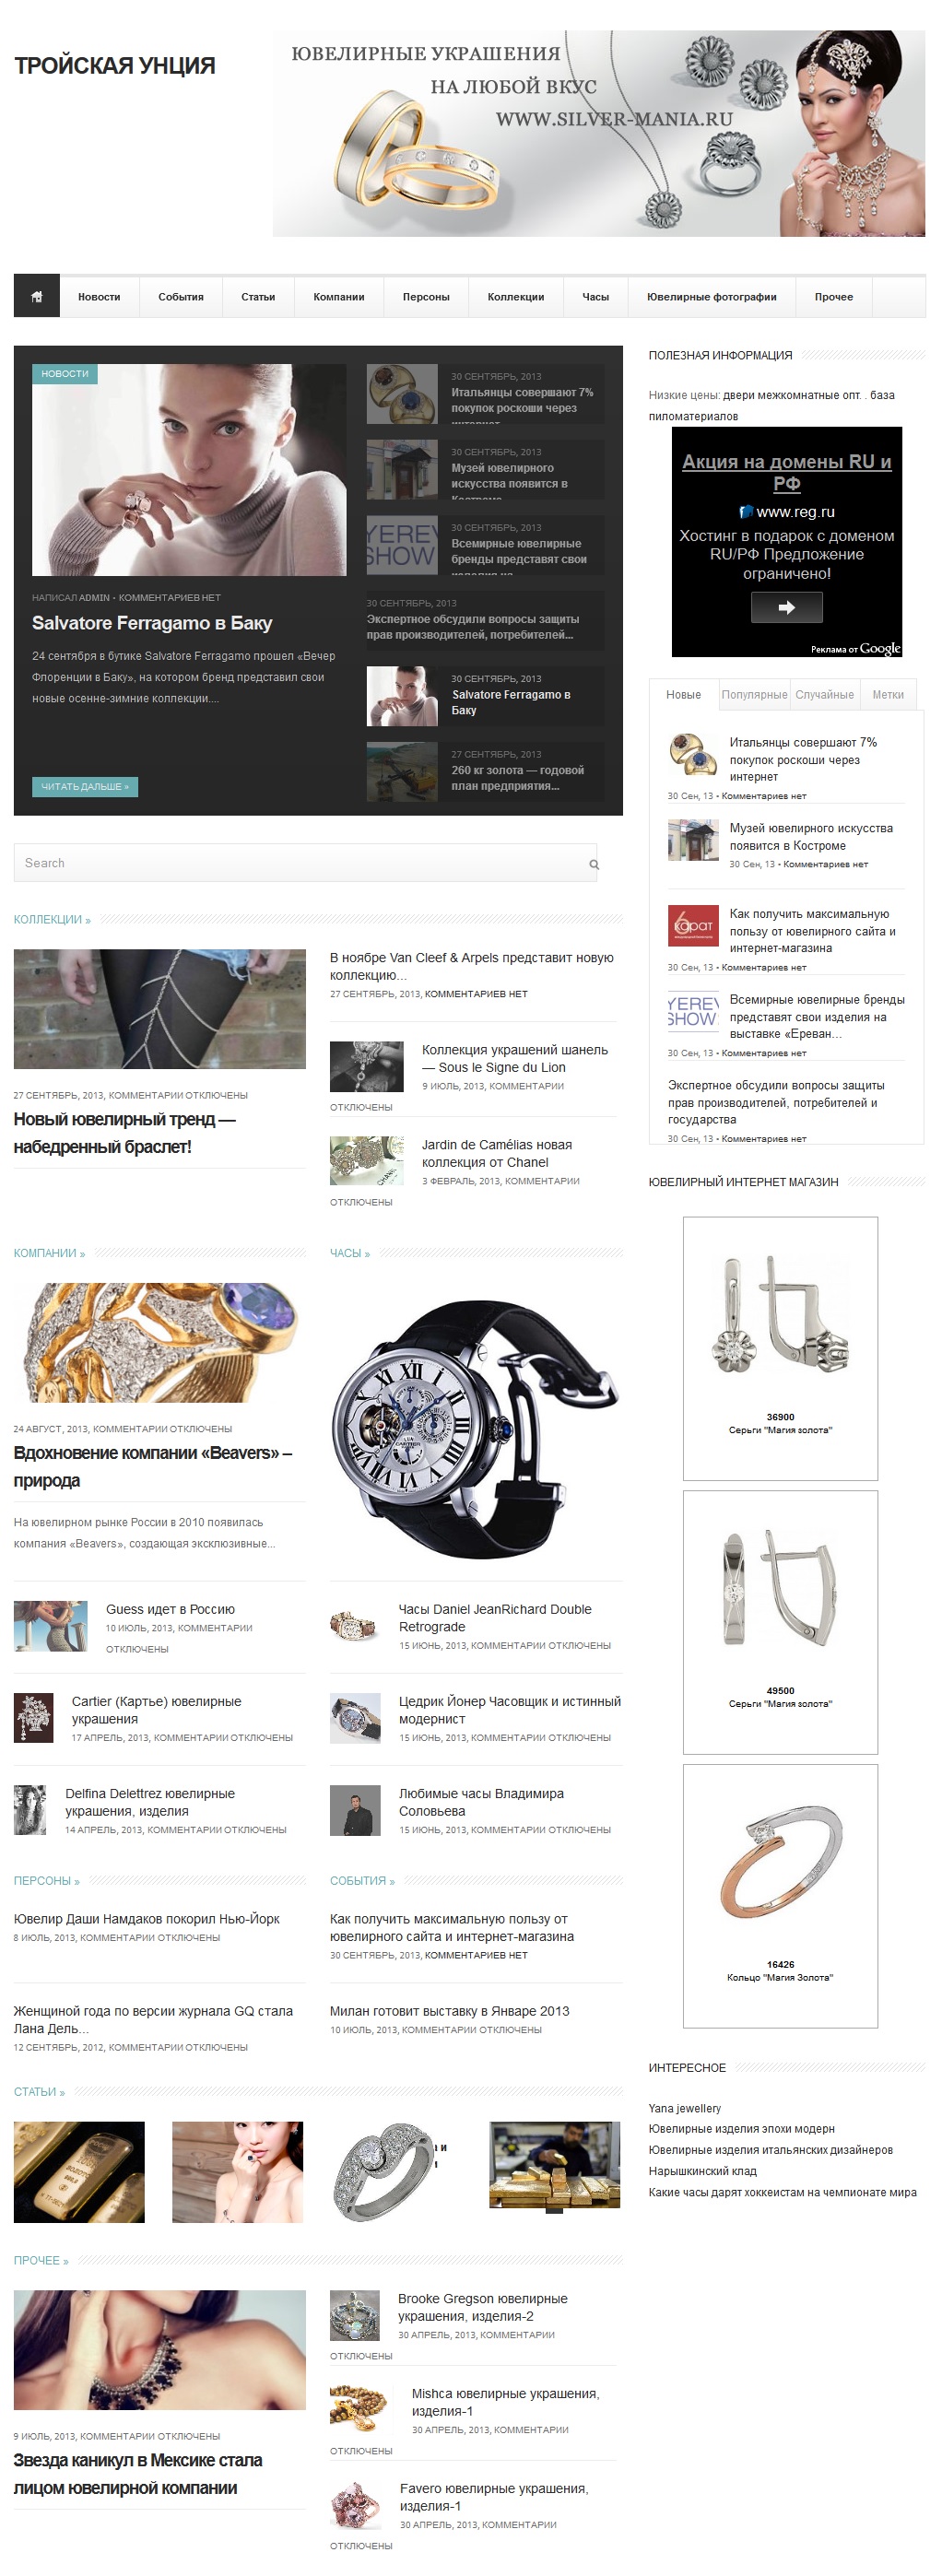 ТРОЙСКАЯ УНЦИЯ
ЮВЕЛИРНЫЕ УКРАШЕНИЯ
НА ЛЮБОЙ ВКУС
WWW.SILVER-MANIA.RU
Новости
События
Статьи
Компании
Персоны
Коллекции
Часы
Ювелирные фотографии
Прочее
НОВОСТИ
НАПИСАЛ ADMIN • КОММЕНТАРИЕВ НЕТ
Salvatore Ferragamo в Баку
24 сентября в бутике Salvatore Ferragamo прошел «Вечер
Флоренции в Баку», на котором бренд представил свои
новые осенне-зимние коллекции....
ЧИТАТЬ ДАЛЬШЕ »
30 СЕНТЯБРЬ, 2013
Итальянцы совершают 7%
покупок роскоши через
интернет
30 СЕНТЯБРЬ, 2013
Музей ювелирного
искусства появится в
Костроме
30 СЕНТЯБРЬ, 2013
Всемирные ювелирные
бренды представят свои
изделия на
30 СЕНТЯБРЬ, 2013
Экспертное обсудили вопросы защиты
прав производителей, потребителей...
30 СЕНТЯБРЬ, 2013
Salvatore Ferragamo в
Баку
27 СЕНТЯБРЬ, 2013
260 кг золота — годовой
план предприятия...
Search
КОЛЛЕКЦИИ »
27 СЕНТЯБРЬ, 2013, КОММЕНТАРИИ ОТКЛЮЧЕНЫ
Новый ювелирный тренд —
набедренный браслет!
В ноябре Van Cleef & Arpels представит новую
коллекцию...
27 СЕНТЯБРЬ, 2013, КОММЕНТАРИЕВ НЕТ
Коллекция украшений шанель
— Sous le Signe du Lion
9 ИЮЛЬ, 2013, КОММЕНТАРИИ
ОТКЛЮЧЕНЫ
Jardin de Camélias новая
коллекция от Chanel
3 ФЕВРАЛЬ, 2013, КОММЕНТАРИИ
ОТКЛЮЧЕНЫ
КОМПАНИИ »
24 АВГУСТ, 2013, КОММЕНТАРИИ ОТКЛЮЧЕНЫ
Вдохновение компании «Beavers» –
природа
На ювелирном рынке России в 2010 появилась
компания «Beavers», создающая эксклюзивные...
Guess идет в Россию
10 ИЮЛЬ, 2013, КОММЕНТАРИИ
ОТКЛЮЧЕНЫ
Cartier (Картье) ювелирные
украшения
17 АПРЕЛЬ, 2013, КОММЕНТАРИИ ОТКЛЮЧЕНЫ
Delfina Delettrez ювелирные
украшения, изделия
14 АПРЕЛЬ, 2013, КОММЕНТАРИИ ОТКЛЮЧЕНЫ
ЧАСЫ »
Часы Daniel JeanRichard Double
Retrograde
15 ИЮНЬ, 2013, КОММЕНТАРИИ ОТКЛЮЧЕНЫ
Цедрик Йонер Часовщик и истинный
модернист
15 ИЮНЬ, 2013, КОММЕНТАРИИ ОТКЛЮЧЕНЫ
Любимые часы Владимира
Соловьева
15 ИЮНЬ, 2013, КОММЕНТАРИИ ОТКЛЮЧЕНЫ
ПЕРСОНЫ »
Ювелир Даши Намдаков покорил Нью-Йорк
8 ИЮЛЬ, 2013, КОММЕНТАРИИ ОТКЛЮЧЕНЫ
Женщиной года по версии журнала GQ стала
Лана Дель...
12 СЕНТЯБРЬ, 2012, КОММЕНТАРИИ ОТКЛЮЧЕНЫ
СОБЫТИЯ »
Как получить максимальную пользу от
ювелирного сайта и интернет-магазина
30 СЕНТЯБРЬ, 2013, КОММЕНТАРИЕВ НЕТ
Милан готовит выставку в Январе 2013
10 ИЮЛЬ, 2013, КОММЕНТАРИИ ОТКЛЮЧЕНЫ
СТАТЬИ »
ПРОЧЕЕ »
9 ИЮЛЬ, 2013, КОММЕНТАРИИ ОТКЛЮЧЕНЫ
Звезда каникул в Мексике стала
лицом ювелирной компании
Brooke Gregson ювелирные
украшения, изделия-2
30 АПРЕЛЬ, 2013, КОММЕНТАРИИ
ОТКЛЮЧЕНЫ
Mishca ювелирные украшения,
изделия-1
30 АПРЕЛЬ, 2013, КОММЕНТАРИИ
ОТКЛЮЧЕНЫ
Favero ювелирные украшения,
изделия-1
30 АПРЕЛЬ, 2013, КОММЕНТАРИИ
ОТКЛЮЧЕНЫ
ПОЛЕЗНАЯ ИНФОРМАЦИЯ
Низкие цены: двери межкомнатные опт. . база
пиломатериалов
Акция на домены RU и
РФ
www.reg.ru
Хостинг в подарок с доменом
RU/РФ Предложение
ограничено!
Реклама от Google
Новые
Популярные
Случайные
Метки
Итальянцы совершают 7%
покупок роскоши через
интернет
30 Сен, 13 • Комментариев нет
Музей ювелирного искусства
появится в Костроме
30 Сен, 13 • Комментариев нет
6 карат
Как получить максимальную
пользу от ювелирного сайта и
интернет-магазина
30 Сен, 13 • Комментариев нет
Всемирные ювелирные бренды
представят свои изделия на
выставке «Ереван...
30 Сен, 13 • Комментариев нет
Экспертное обсудили вопросы защиты
прав производителей, потребителей и
государства
30 Сен, 13 • Комментариев нет
ЮВЕЛИРНЫЙ ИНТЕРНЕТ МАГАЗИН
36900
Серьги "Магия золота"
49500
Серьги "Магия золота"
16426
Кольцо "Магия Золота"
ИНТЕРЕСНОЕ
Yana jewellery
Ювелирные изделия эпохи модерн
Ювелирные изделия итальянских дизайнеров
Нарышкинский клад
Какие часы дарят хоккеистам на чемпионате мира